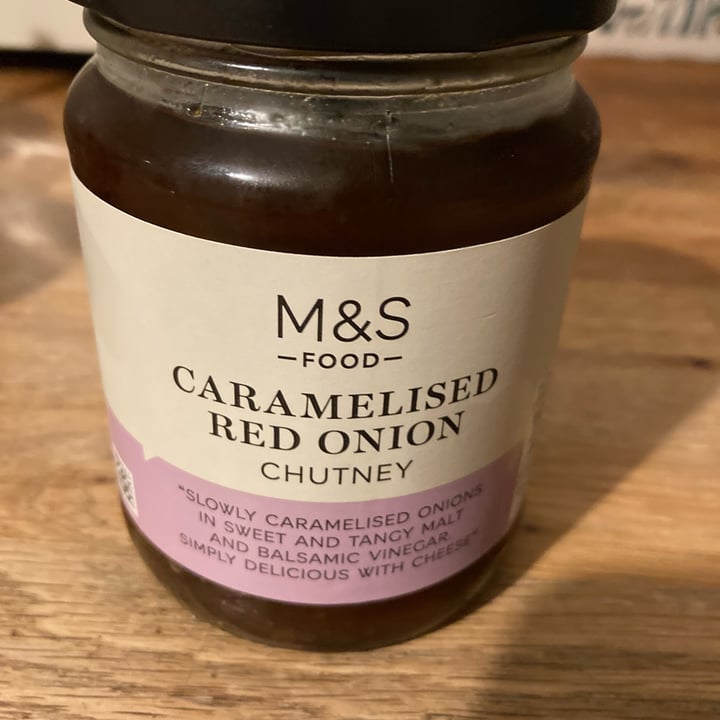 M&S
—FOOD—
CARAMELISED
RED ONION
CHUTNEY
"SLOWLY CARAMELISED ONIONS
IN SWEET AND TANGY MALT
AND BALSAMIC VINEGAR.
SIMPLY DELICIOUS WITH CHEESE"